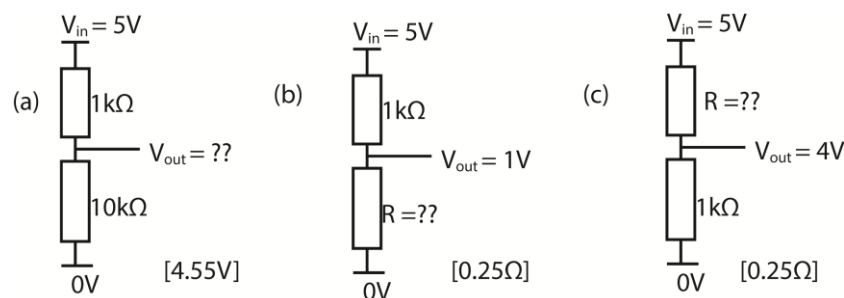 V_in = 5V
(a)
1kΩ
V_out = ??
10kΩ
0V
[4.55V]
V_in = 5V
(b)
1kΩ
V_out = 1V
R = ??
0V
[0.25Ω]
V_in = 5V
(c)
R = ??
V_out = 4V
1kΩ
0V
[0.25Ω]